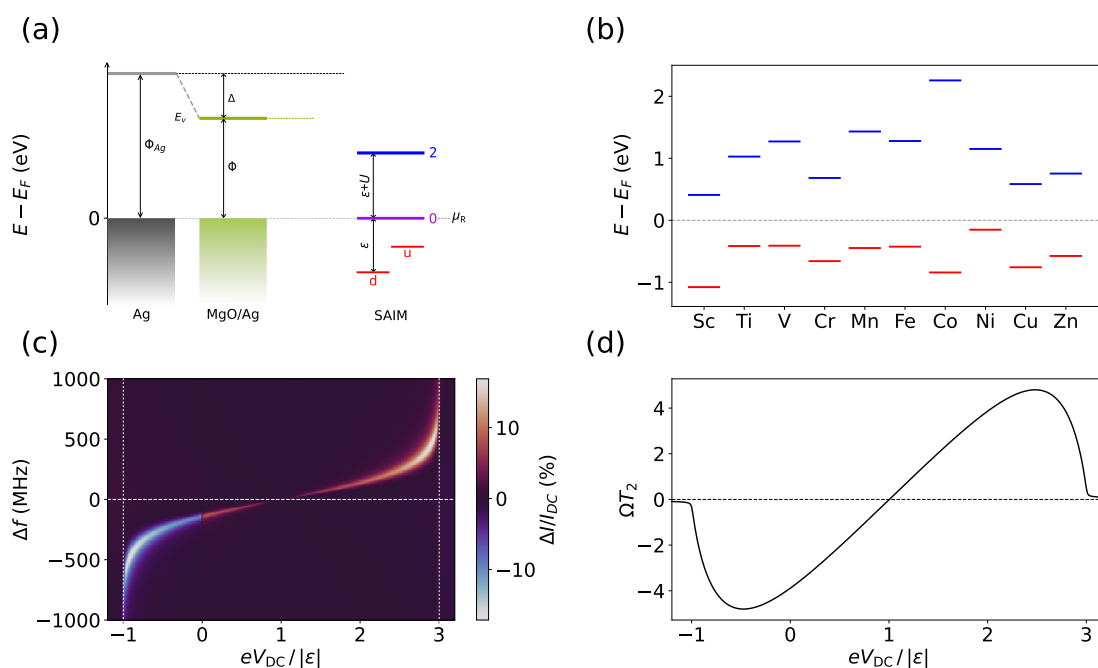 (a)
E − E_F (eV)
0
Φ_Ag
E_v
Δ
Φ
ε+U
ε
2
0
μ_R
u
d
Ag
MgO/Ag
SAIM
(b)
E − E_F (eV)
2
1
0
−1
Sc Ti V Cr Mn Fe Co Ni Cu Zn
(c)
Δf (MHz)
1000
500
0
−500
−1000
−1 0 1 2 3
eV_DC / |ε|
10
0
−10
ΔI/I_DC (%)
(d)
ΩT_2
4
2
0
−2
−4
−1 0 1 2 3
eV_DC / |ε|